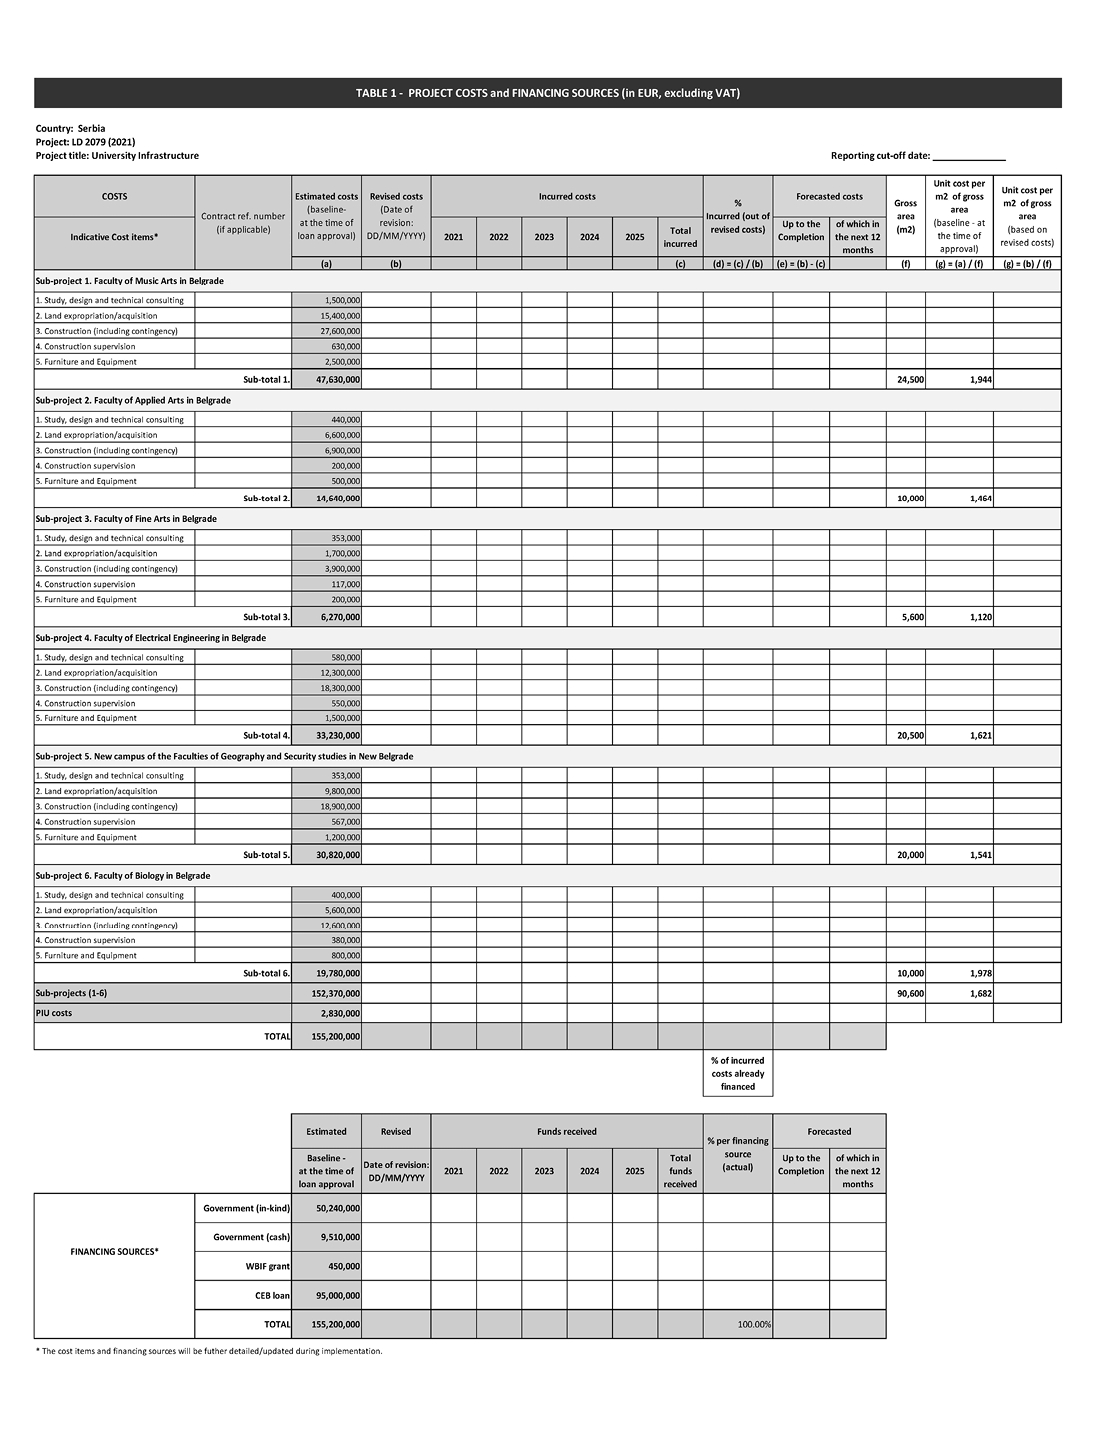 TABLE 1 - PROJECT COSTS and FINANCING SOURCES (in EUR, excluding VAT)
Country: Serbia
Project: LD 2079 (2021)
Project title: University Infrastructure
Reporting cut-off date: ______________
COSTS
Indicative Cost items*
Contract ref. number
(if applicable)
Estimated costs
(baseline-
at the time of
loan approval)
Revised costs
(Date of
revision:
DD/MM/YYYY)
Incurred costs
2021 2022 2023 2024 2025 Total
incurred
%
Incurred (out of
revised costs)
Forecasted costs
Up to the
Completion
of which in
the next 12
months
Gross
area
(m2)
Unit cost per
m2 of gross
area
(baseline - at
the time of
approval)
Unit cost per
m2 of gross
area
(based on
revised costs)
(a) (b) (c) (d) = (c) / (b) (e) = (b) - (c) (f) (g) = (a) / (f) (g) = (b) / (f)
Sub-project 1. Faculty of Music Arts in Belgrade
1. Study, design and technical consulting 1,500,000
2. Land expropriation/acquisition 15,400,000
3. Construction (including contingency) 27,600,000
4. Construction supervision 630,000
5. Furniture and Equipment 2,500,000
Sub-total 1. 47,630,000 24,500 1,944
Sub-project 2. Faculty of Applied Arts in Belgrade
1. Study, design and technical consulting 440,000
2. Land expropriation/acquisition 6,600,000
3. Construction (including contingency) 6,900,000
4. Construction supervision 200,000
5. Furniture and Equipment 500,000
Sub-total 2. 14,640,000 10,000 1,464
Sub-project 3. Faculty of Fine Arts in Belgrade
1. Study, design and technical consulting 353,000
2. Land expropriation/acquisition 1,700,000
3. Construction (including contingency) 3,900,000
4. Construction supervision 117,000
5. Furniture and Equipment 200,000
Sub-total 3. 6,270,000 5,600 1,120
Sub-project 4. Faculty of Electrical Engineering in Belgrade
1. Study, design and technical consulting 580,000
2. Land expropriation/acquisition 12,300,000
3. Construction (including contingency) 18,300,000
4. Construction supervision 550,000
5. Furniture and Equipment 1,500,000
Sub-total 4. 33,230,000 20,500 1,621
Sub-project 5. New campus of the Faculties of Geography and Security studies in New Belgrade
1. Study, design and technical consulting 353,000
2. Land expropriation/acquisition 9,800,000
3. Construction (including contingency) 18,900,000
4. Construction supervision 567,000
5. Furniture and Equipment 1,200,000
Sub-total 5. 30,820,000 20,000 1,541
Sub-project 6. Faculty of Biology in Belgrade
1. Study, design and technical consulting 400,000
2. Land expropriation/acquisition 5,600,000
3. Construction (including contingency) 12,600,000
4. Construction supervision 380,000
5. Furniture and Equipment 800,000
Sub-total 6. 19,780,000 10,000 1,978
Sub-projects (1-6) 152,370,000 90,600 1,682
PIU costs 2,830,000
TOTAL 155,200,000
% of incurred
costs already
financed
Estimated
Baseline -
at the time of
loan approval
Revised
Date of revision:
DD/MM/YYYY
Funds received
2021 2022 2023 2024 2025 Total
funds
received
% per financing
source
(actual)
Forecasted
Up to the
Completion
of which in
the next 12
months
FINANCING SOURCES*
Government (in-kind) 50,240,000
Government (cash) 9,510,000
WBIF grant 450,000
CEB loan 95,000,000
TOTAL 155,200,000 100.00%
* The cost items and financing sources will be futher detailed/updated during implementation.